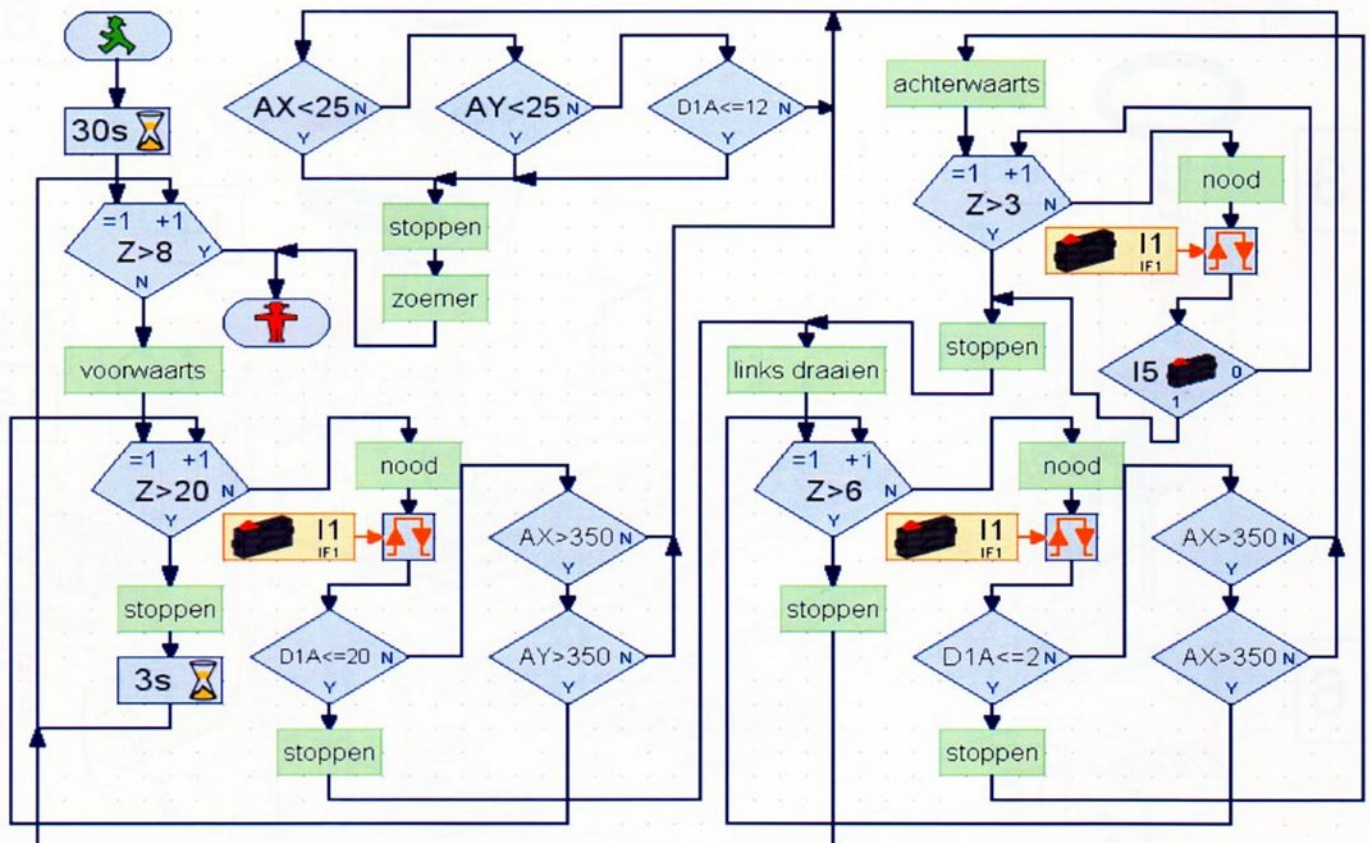 30s
=1 +1
Z>8
Y
N
voorwaarts
=1 +1
Z>20
N
Y
stoppen
3s
nood
I1
IF1
D1A<=20
N
Y
stoppen
AX>350
N
Y
AY>350
N
Y
AX<25
N
Y
AY<25
N
Y
D1A<=12
N
Y
stoppen
zoemer
achterwaarts
=1 +1
Z>3
N
Y
nood
I1
IF1
I5
0
1
stoppen
links draaien
=1 +1
Z>6
N
Y
stoppen
nood
I1
IF1
D1A<=2
N
Y
stoppen
AX>350
N
Y
AX>350
N
Y